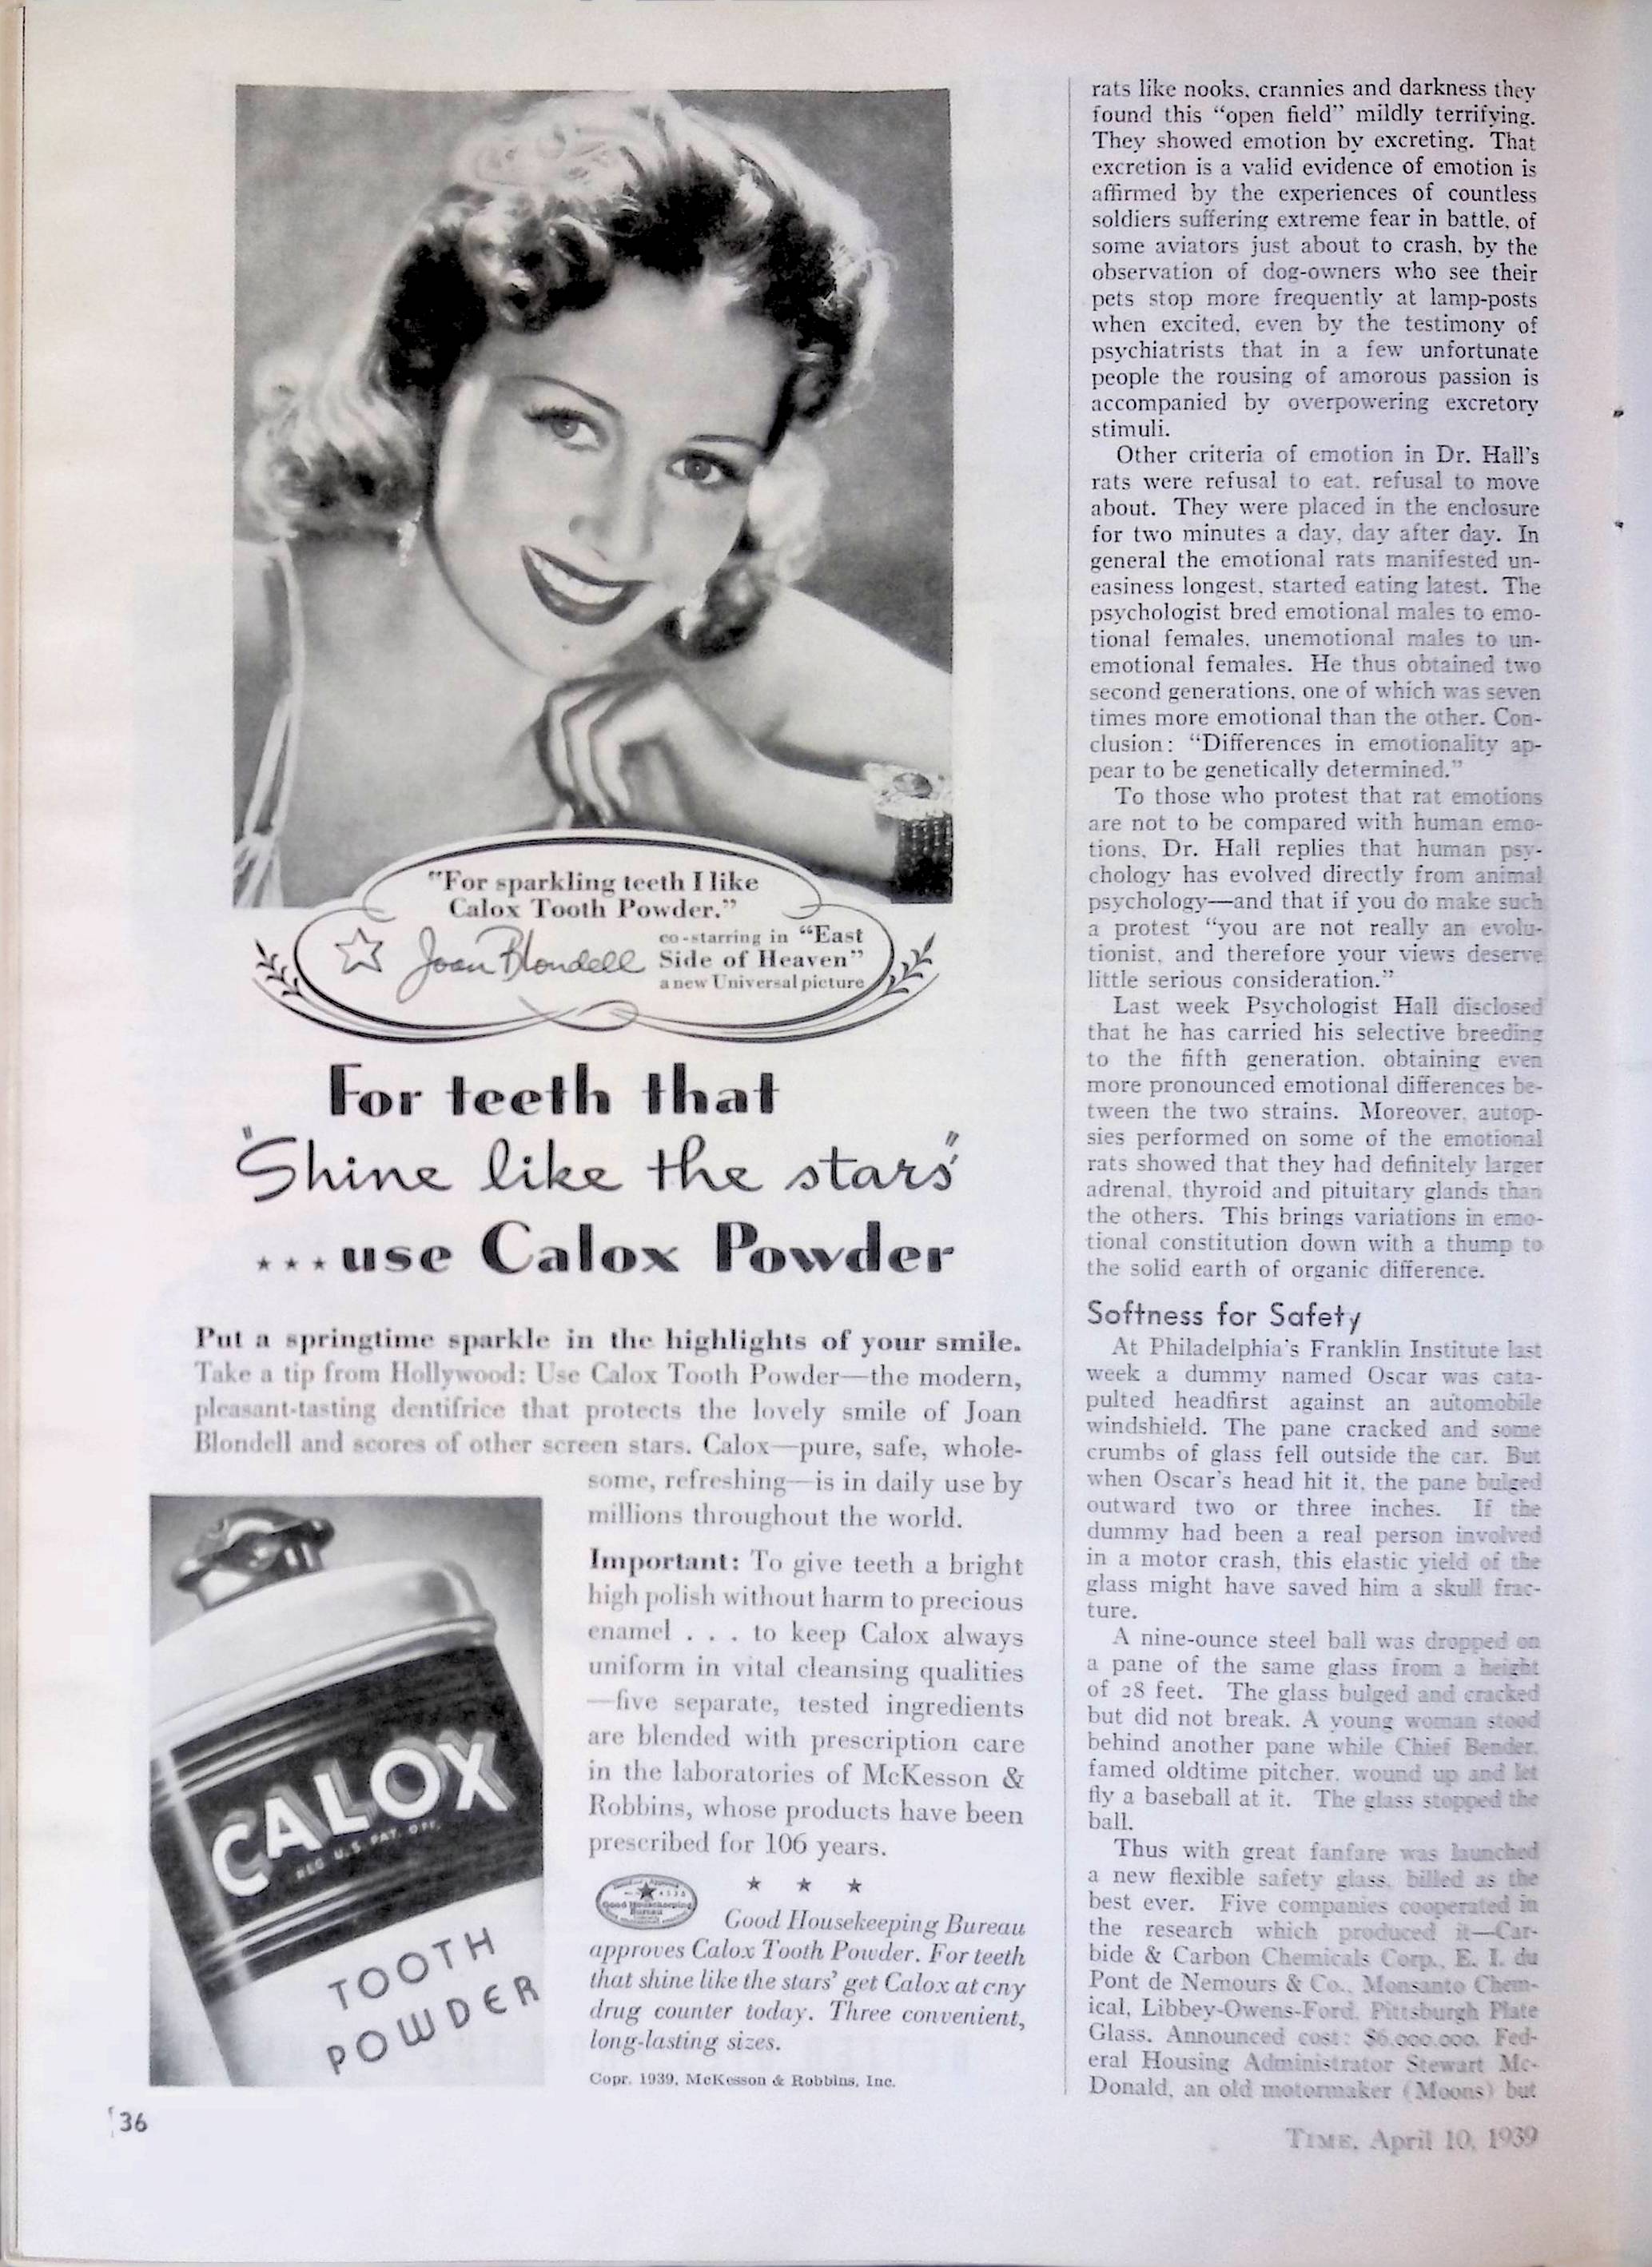 "For sparkling teeth I like
Calox Tooth Powder."
Joan Blondell
co-starring in "East
Side of Heaven"
a new Universal picture
For teeth that
"Shine like the stars"
...use Calox Powder
Put a springtime sparkle in the highlights of your smile.
Take a tip from Hollywood: Use Calox Tooth Powder—the modern,
pleasant-tasting dentifrice that protects the lovely smile of Joan
Blondell and scores of other screen stars. Calox—pure, safe, whole-
some, refreshing—is in daily use by
millions throughout the world.
Important: To give teeth a bright
high polish without harm to precious
enamel . . . to keep Calox always
uniform in vital cleansing qualities
—five separate, tested ingredients
are blended with prescription care
in the laboratories of McKesson &
Robbins, whose products have been
prescribed for 106 years.
Good Housekeeping
Bureau
★ ★ ★
Good Housekeeping Bureau
approves Calox Tooth Powder. For teeth
that shine like the stars' get Calox at any
drug counter today. Three convenient,
long-lasting sizes.
Copr. 1939, McKesson & Robbins, Inc.
CALOX
REG. U.S. PAT. OFF.
TOOTH
POWDER
36
rats like nooks, crannies and darkness they
found this "open field" mildly terrifying.
They showed emotion by excreting. That
excretion is a valid evidence of emotion is
affirmed by the experiences of countless
soldiers suffering extreme fear in battle, of
some aviators just about to crash, by the
observation of dog-owners who see their
pets stop more frequently at lamp-posts
when excited, even by the testimony of
psychiatrists that in a few unfortunate
people the rousing of amorous passion is
accompanied by overpowering excretory
stimuli.
Other criteria of emotion in Dr. Hall's
rats were refusal to eat, refusal to move
about. They were placed in the enclosure
for two minutes a day, day after day. In
general the emotional rats manifested un-
easiness longest, started eating latest. The
psychologist bred emotional males to emo-
tional females, unemotional males to un-
emotional females. He thus obtained two
second generations, one of which was seven
times more emotional than the other. Con-
clusion: "Differences in emotionality ap-
pear to be genetically determined."
To those who protest that rat emotions
are not to be compared with human emo-
tions, Dr. Hall replies that human psy-
chology has evolved directly from animal
psychology—and that if you do make such
a protest "you are not really an evolu-
tionist, and therefore your views deserve
little serious consideration."
Last week Psychologist Hall disclosed
that he has carried his selective breeding
to the fifth generation, obtaining even
more pronounced emotional differences be-
tween the two strains. Moreover, autop-
sies performed on some of the emotional
rats showed that they had definitely larger
adrenal, thyroid and pituitary glands than
the others. This brings variations in emo-
tional constitution down with a thump to
the solid earth of organic difference.
Softness for Safety
At Philadelphia's Franklin Institute last
week a dummy named Oscar was cata-
pulted headfirst against an automobile
windshield. The pane cracked and some
crumbs of glass fell outside the car. But
when Oscar's head hit it, the pane bulged
outward two or three inches. If the
dummy had been a real person involved
in a motor crash, this elastic yield of the
glass might have saved him a skull frac-
ture.
A nine-ounce steel ball was dropped on
a pane of the same glass from a height
of 28 feet. The glass bulged and cracked
but did not break. A young woman stood
behind another pane while Chief Bender,
famed oldtime pitcher, wound up and let
fly a baseball at it. The glass stopped the
ball.
Thus with great fanfare was launched
a new flexible safety glass, billed as the
best ever. Five companies cooperated in
the research which produced it—Car-
bide & Carbon Chemicals Corp., E. I. du
Pont de Nemours & Co., Monsanto Chem-
ical, Libbey-Owens-Ford, Pittsburgh Plate
Glass. Announced cost: $6,000,000. Fed-
eral Housing Administrator Stewart Mc-
Donald, an old motormaker (Moons) but
TIME, April 10, 1939